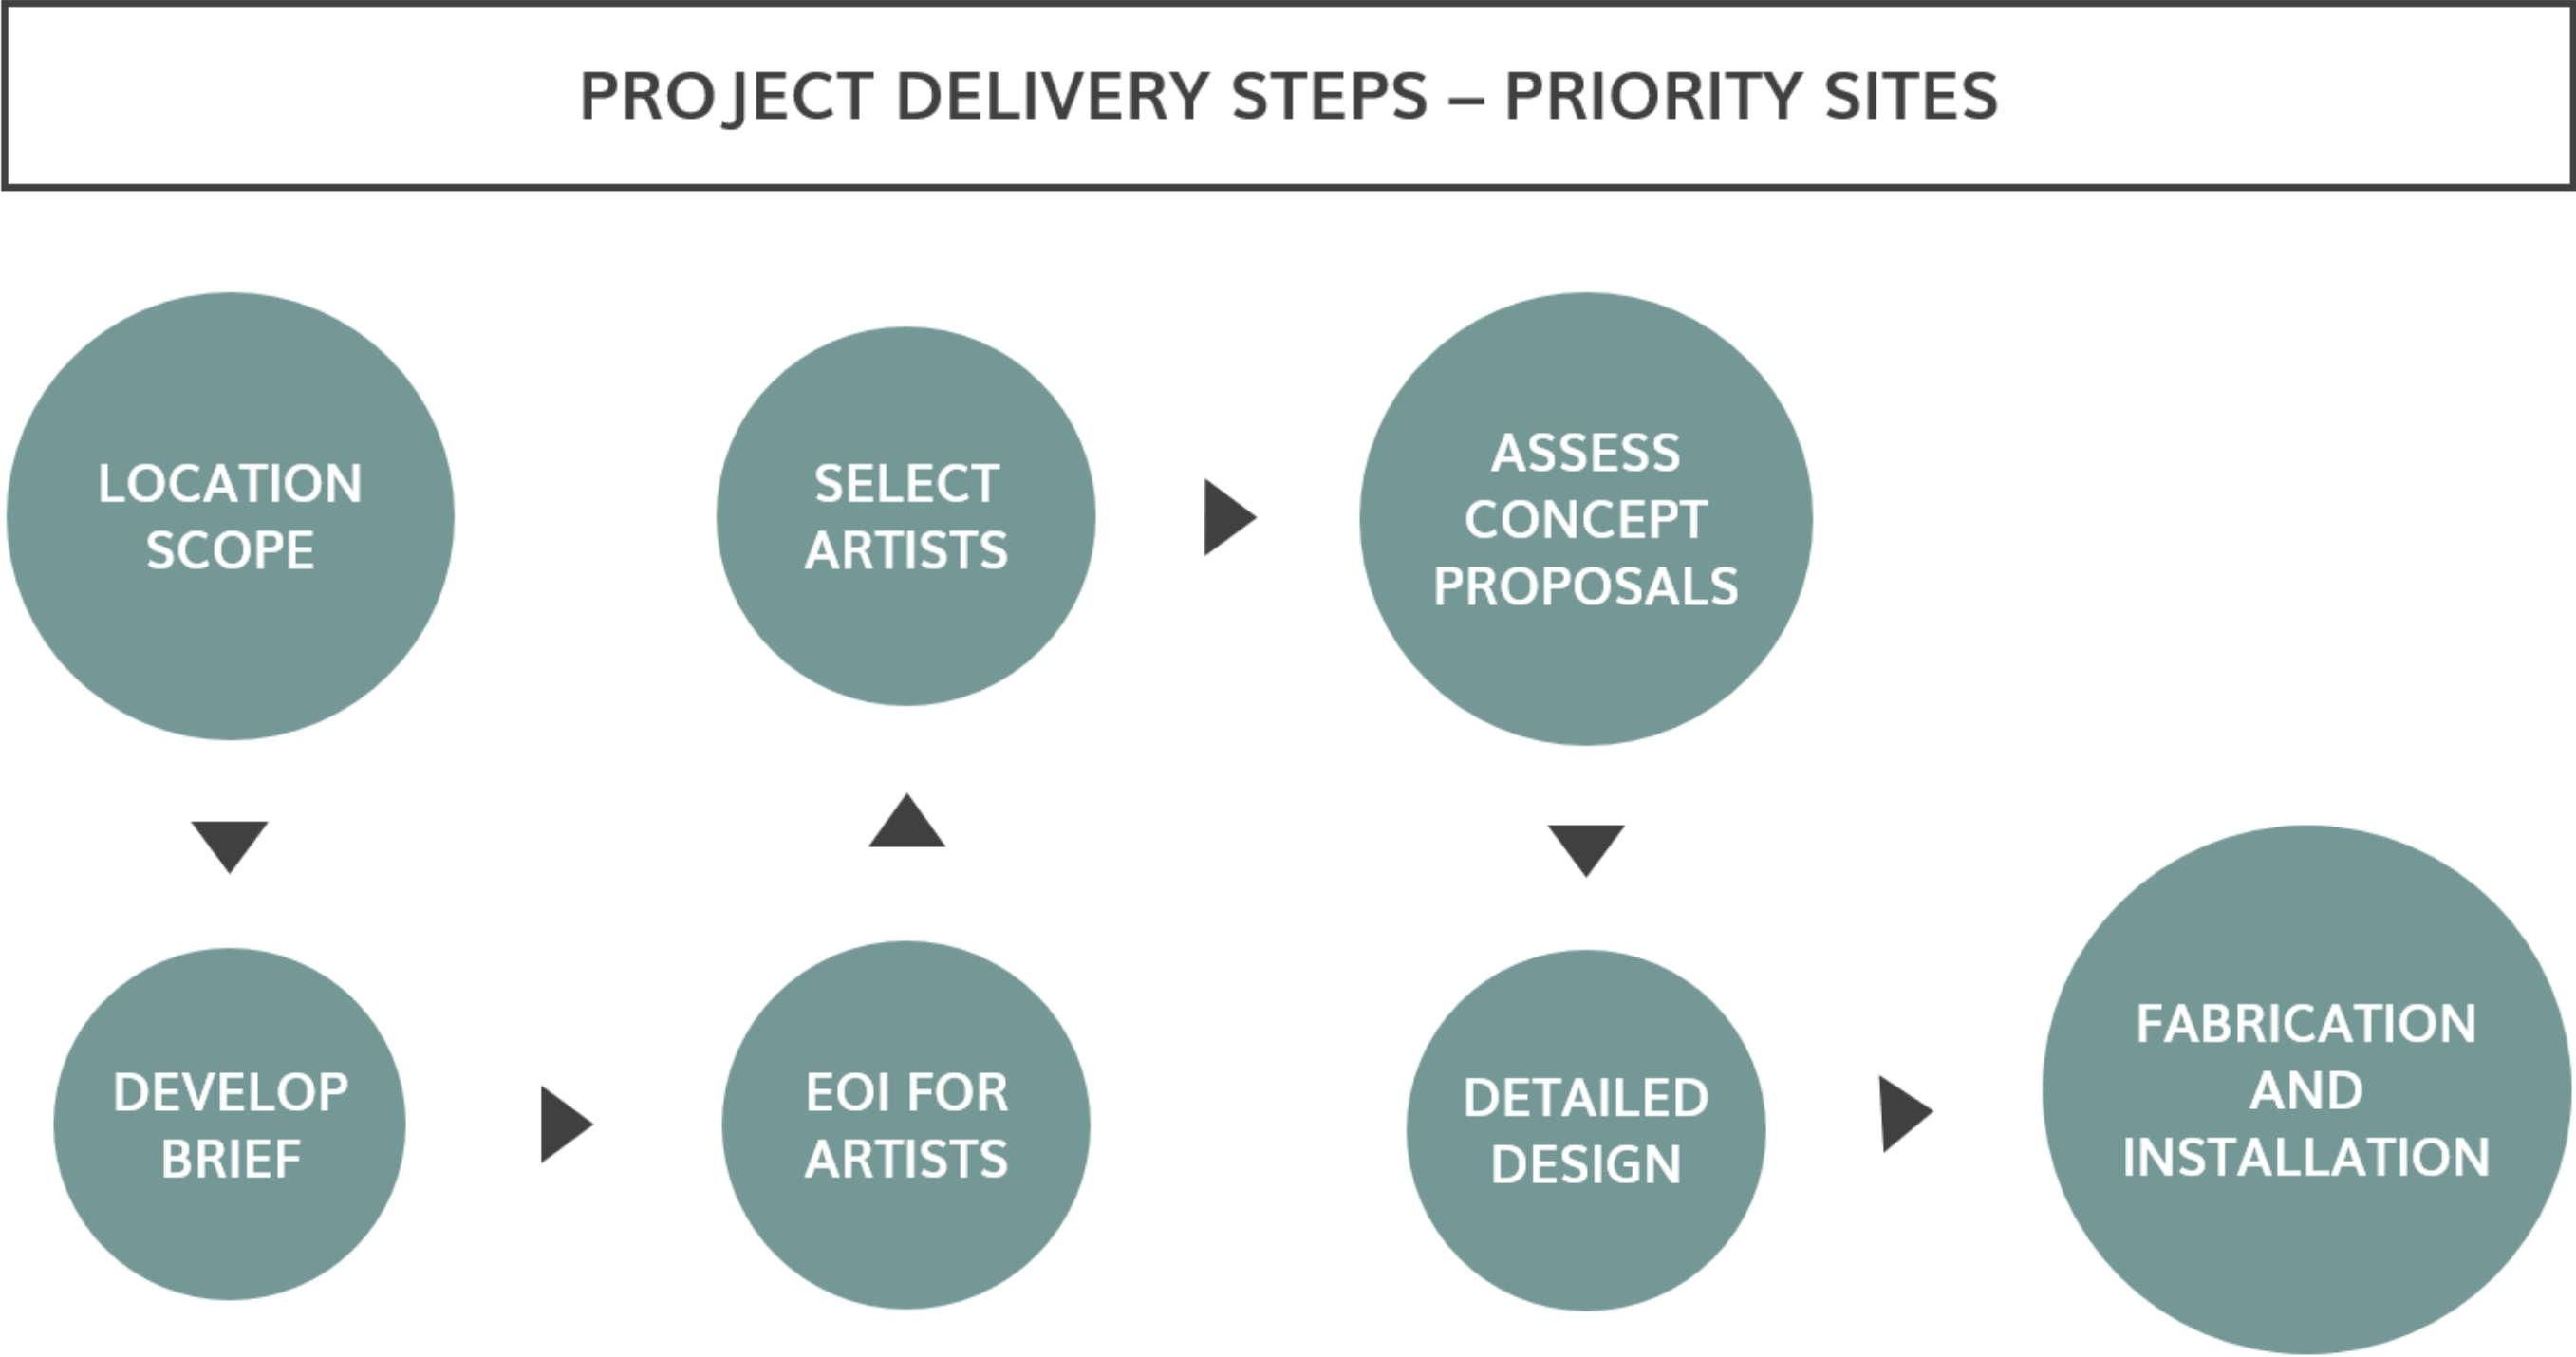 PROJECT DELIVERY STEPS – PRIORITY SITES
LOCATION
SCOPE
DEVELOP
BRIEF
EOI FOR
ARTISTS
SELECT
ARTISTS
ASSESS
CONCEPT
PROPOSALS
DETAILED
DESIGN
FABRICATION
AND
INSTALLATION